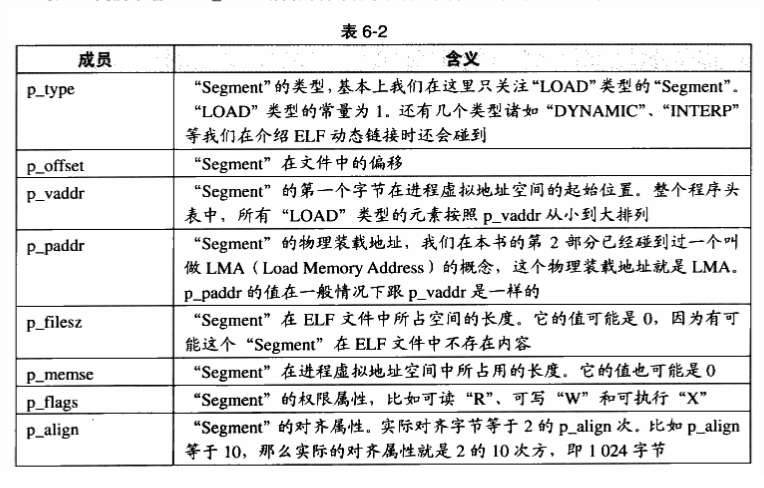 表 6-2
成员 含义
p_type “Segment”的类型,基本上我们在这里只关注“LOAD”类型的“Segment”。
“LOAD”类型的常量为 1。还有几个类型诸如“DYNAMIC”、“INTERP”
等我们在介绍 ELF 动态链接时还会碰到
p_offset “Segment”在文件中的偏移
p_vaddr “Segment”的第一个字节在进程虚拟地址空间的起始位置。整个程序头
表中,所有“LOAD”类型的元素按照 p_vaddr 从小到大排列
p_paddr “Segment”的物理装载地址,我们在本书的第 2 部分已经碰到过一个叫
做 LMA(Load Memory Address)的概念,这个物理装载地址就是 LMA。
p_paddr 的值在一般情况下跟 p_vaddr 是一样的
p_filesz “Segment”在 ELF 文件中所占空间的长度。它的值可能是 0,因为有可
能这个“Segment”在 ELF 文件中不存在内容
p_memse “Segment”在进程虚拟地址空间中所占用的长度。它的值也可能是 0
p_flags “Segment”的权限属性,比如可读“R”、可写“W”和可执行“X”
p_align “Segment”的对齐属性。实际对齐字节等于 2 的 p_align 次。比如 p_align
等于 10,那么实际的对齐属性就是 2 的 10 次方,即 1 024 字节